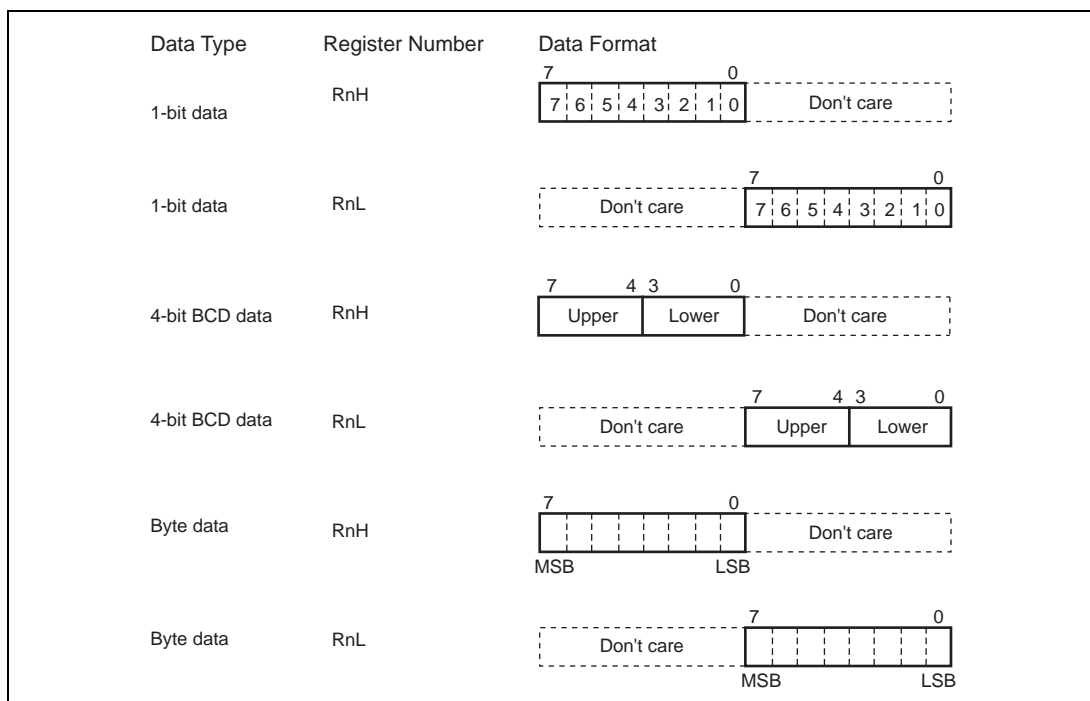 Data Type Register Number Data Format
7 0
1-bit data RnH 7 6 5 4 3 2 1 0 Don't care
7 0
1-bit data RnL Don't care 7 6 5 4 3 2 1 0
7 4 3 0
4-bit BCD data RnH Upper Lower Don't care
7 4 3 0
4-bit BCD data RnL Don't care Upper Lower
7 0
Byte data RnH Don't care
MSB LSB
7 0
Byte data RnL Don't care
MSB LSB